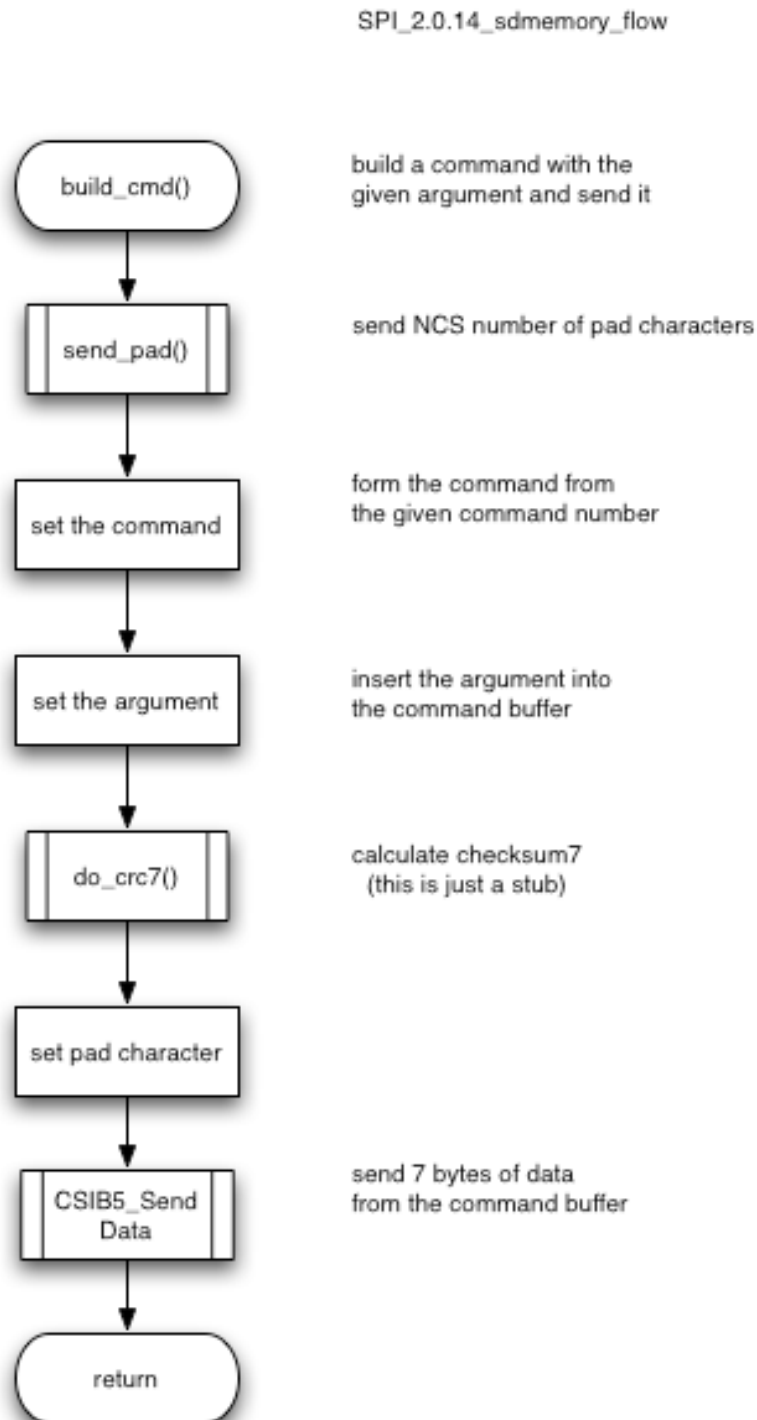 SPI_2.0.14_sdmemory_flow
build_cmd()
build a command with the
given argument and send it
send_pad()
send NCS number of pad characters
set the command
form the command from
the given command number
set the argument
insert the argument into
the command buffer
do_crc7()
calculate checksum7
(this is just a stub)
set pad character
CSIB5_Send
Data
send 7 bytes of data
from the command buffer
return